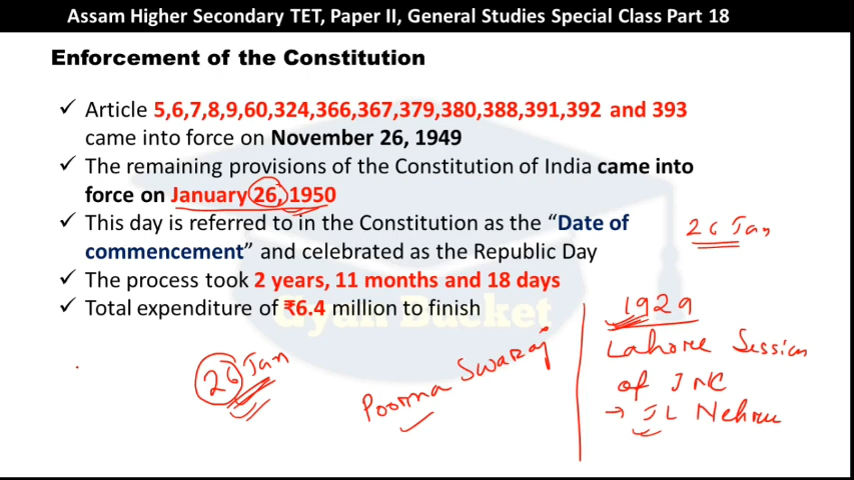 Assam Higher Secondary TET, Paper II, General Studies Special Class Part 18
Enforcement of the Constitution
✓ Article 5,6,7,8,9,60,324,366,367,379,380,388,391,392 and 393
came into force on November 26, 1949
✓ The remaining provisions of the Constitution of India came into
force on January 26, 1950
✓ This day is referred to in the Constitution as the “Date of
commencement” and celebrated as the Republic Day
✓ The process took 2 years, 11 months and 18 days
✓ Total expenditure of ₹6.4 million to finish
Gyan Bucket
26 Jan
26 Jan
Poorna Swaraj
1929
Lahore Session
of INC
→ JL Nehru